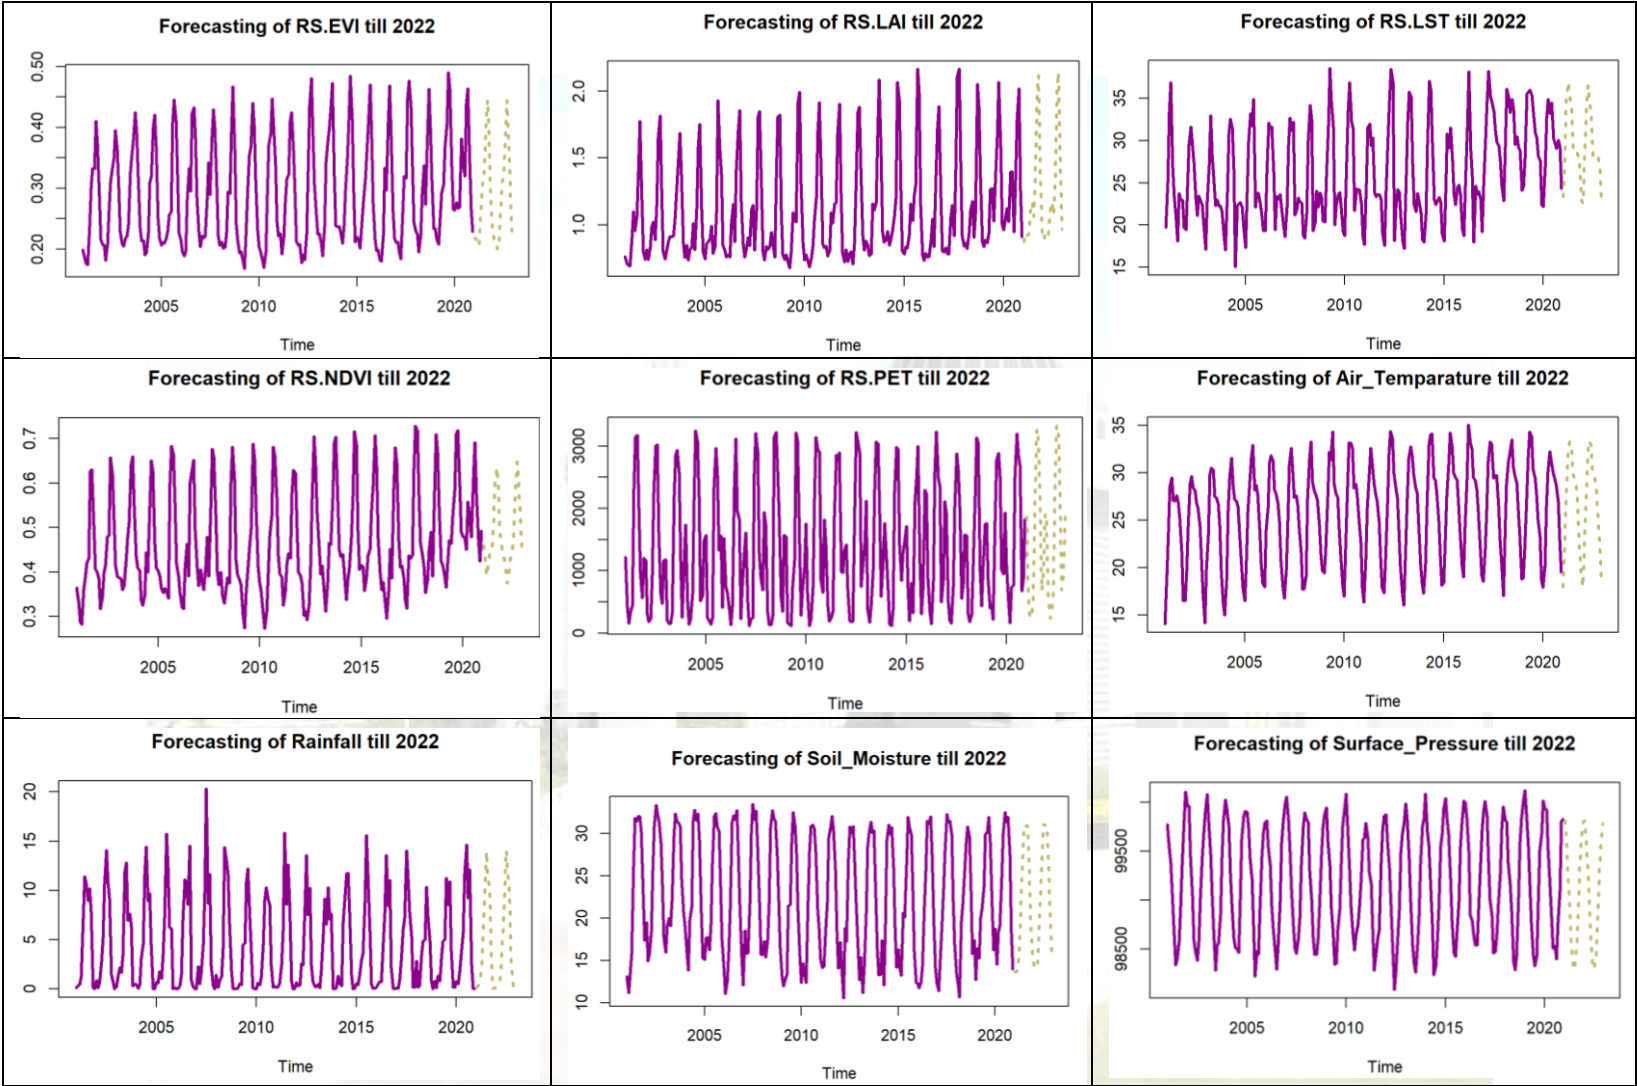 Forecasting of RS.EVI till 2022
0.50
0.40
0.30
0.20
2005 2010 2015 2020
Time
Forecasting of RS.LAI till 2022
2.0
1.5
1.0
2005 2010 2015 2020
Time
Forecasting of RS.LST till 2022
35
30
25
20
15
2005 2010 2015 2020
Time
Forecasting of RS.NDVI till 2022
0.7
0.6
0.5
0.4
0.3
2005 2010 2015 2020
Time
Forecasting of RS.PET till 2022
3000
2000
1000
0
2005 2010 2015 2020
Time
Forecasting of Air_Temparature till 2022
35
30
25
20
15
2005 2010 2015 2020
Time
Forecasting of Rainfall till 2022
20
15
10
5
0
2005 2010 2015 2020
Time
Forecasting of Soil_Moisture till 2022
30
25
20
15
10
2005 2010 2015 2020
Time
Forecasting of Surface_Pressure till 2022
99500
98500
2005 2010 2015 2020
Time